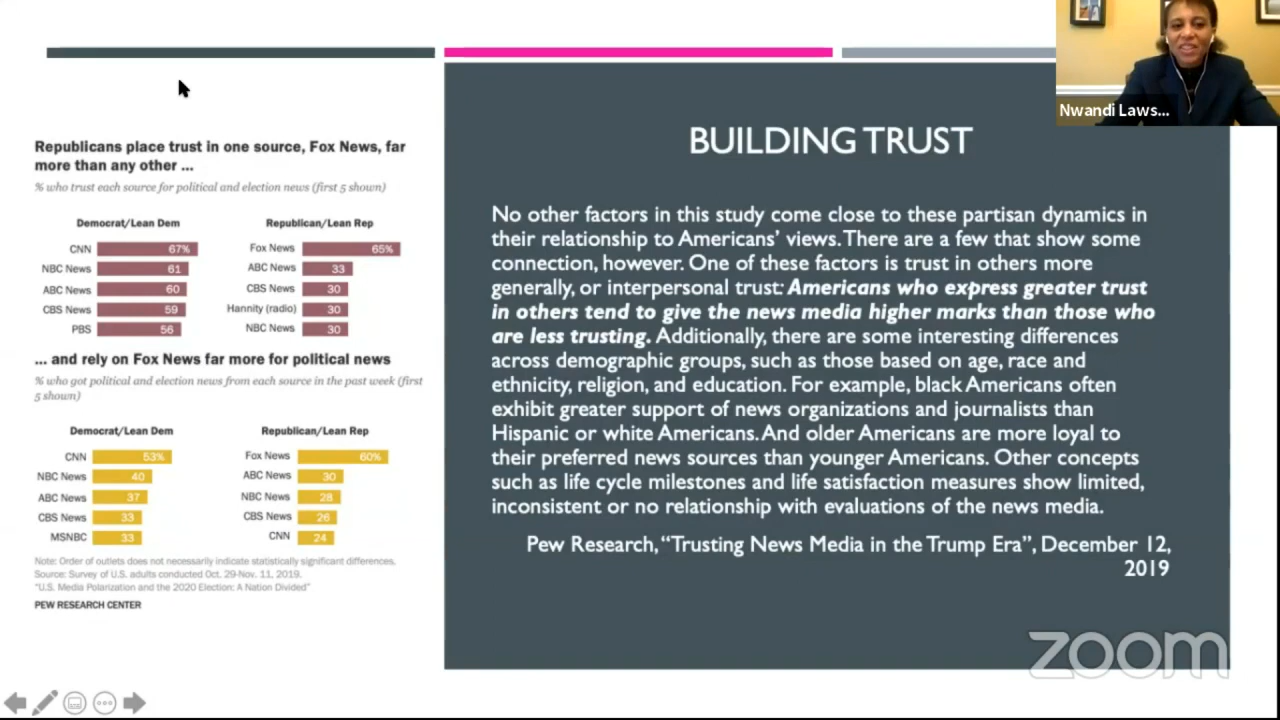 Nwandi Laws...
Republicans place trust in one source, Fox News, far
more than any other ...
% who trust each source for political and election news (first 5 shown)
Democrat/Lean Dem
CNN 67%
NBC News 61
ABC News 60
CBS News 59
PBS 56
Republican/Lean Rep
Fox News 65%
ABC News 33
CBS News 30
Hannity (radio) 30
NBC News 30
... and rely on Fox News far more for political news
% who got political and election news from each source in the past week (first
5 shown)
Democrat/Lean Dem
CNN 53%
NBC News 40
ABC News 37
CBS News 33
MSNBC 33
Republican/Lean Rep
Fox News 60%
ABC News 30
NBC News 28
CBS News 26
CNN 24
Note: Order of outlets does not necessarily indicate statistically significant differences.
Source: Survey of U.S. adults conducted Oct. 29-Nov. 11, 2019.
"U.S. Media Polarization and the 2020 Election: A Nation Divided"
PEW RESEARCH CENTER
BUILDING TRUST
No other factors in this study come close to these partisan dynamics in
their relationship to Americans' views. There are a few that show some
connection, however. One of these factors is trust in others more
generally, or interpersonal trust: Americans who express greater trust
in others tend to give the news media higher marks than those who
are less trusting. Additionally, there are some interesting differences
across demographic groups, such as those based on age, race and
ethnicity, religion, and education. For example, black Americans often
exhibit greater support of news organizations and journalists than
Hispanic or white Americans. And older Americans are more loyal to
their preferred news sources than younger Americans. Other concepts
such as life cycle milestones and life satisfaction measures show limited,
inconsistent or no relationship with evaluations of the news media.
Pew Research, "Trusting News Media in the Trump Era", December 12,
2019
zoom